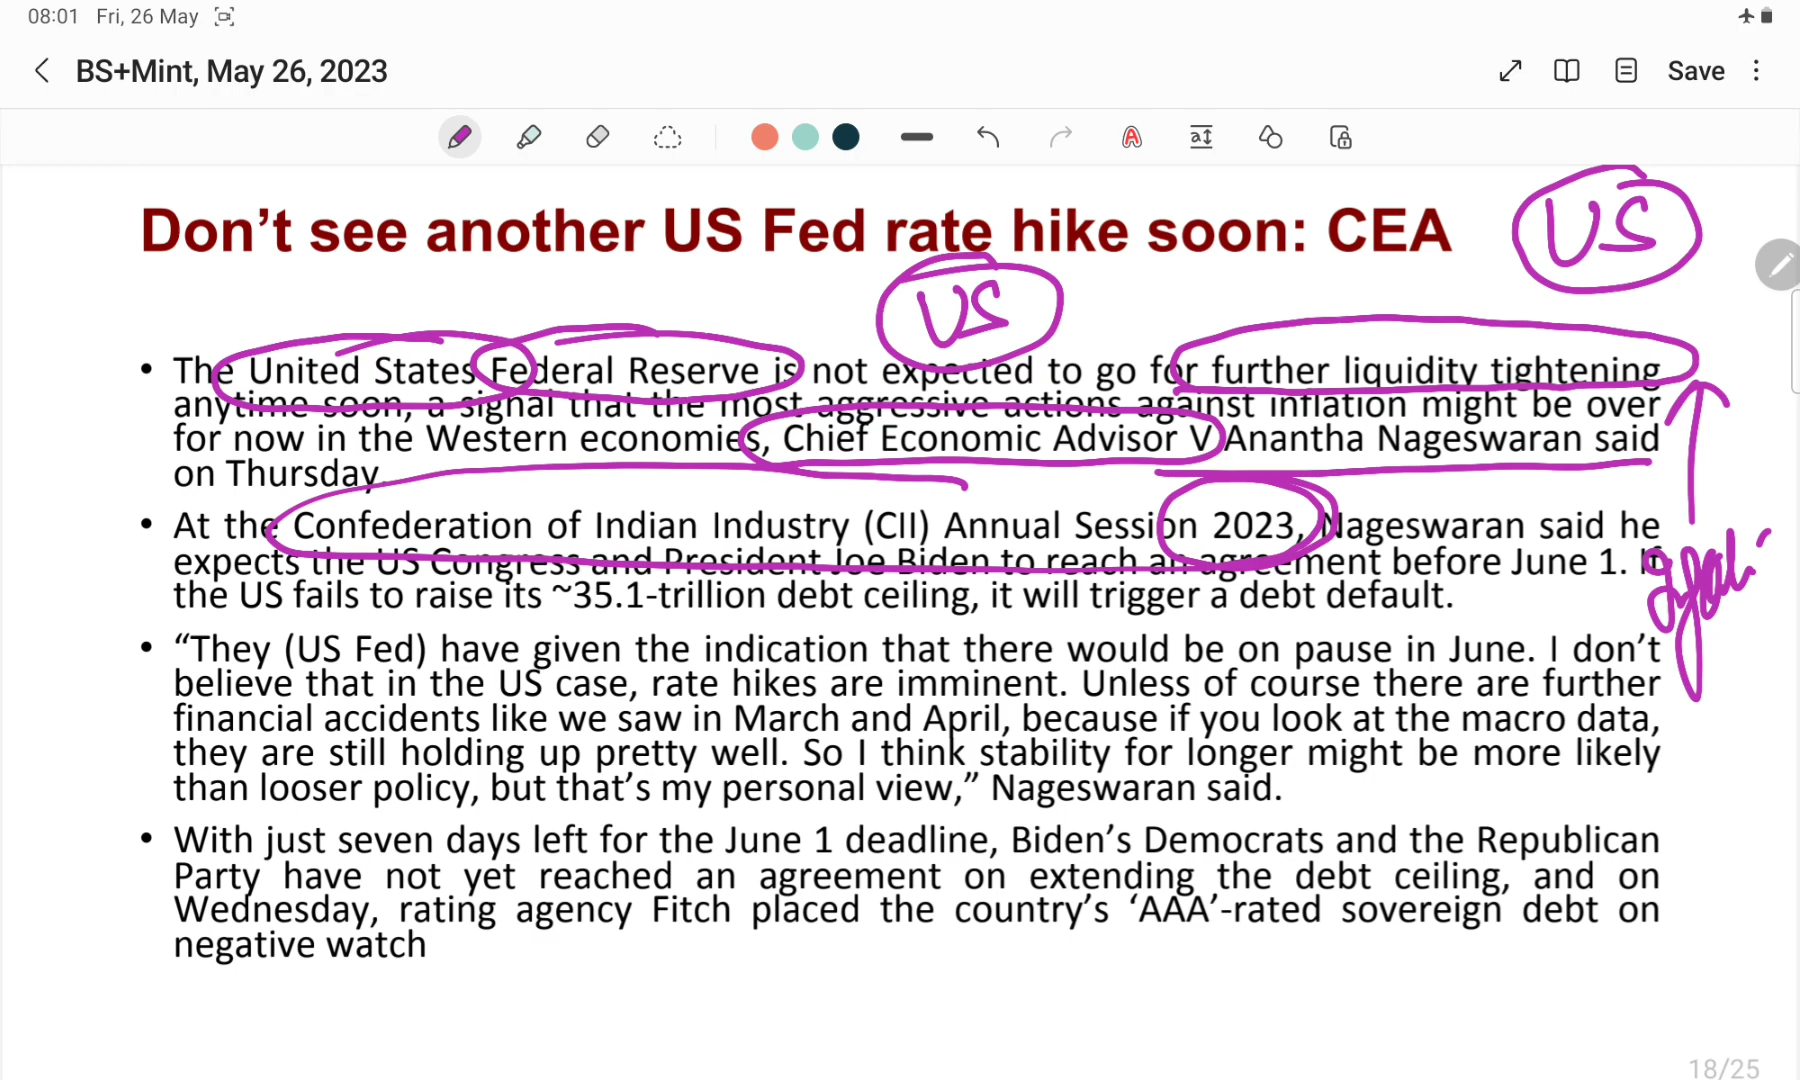 08:01 Fri, 26 May
BS+Mint, May 26, 2023
Save
Don’t see another US Fed rate hike soon: CEA
US
US
• The United States Federal Reserve is not expected to go for further liquidity tightening
anytime soon, a signal that the most aggressive actions against inflation might be over
for now in the Western economies, Chief Economic Advisor V Anantha Nageswaran said
on Thursday.
• At the Confederation of Indian Industry (CII) Annual Session 2023, Nageswaran said he
expects the US Congress and President Joe Biden to reach an agreement before June 1. If
the US fails to raise its ~35.1-trillion debt ceiling, it will trigger a debt default.
• “They (US Fed) have given the indication that there would be on pause in June. I don’t
believe that in the US case, rate hikes are imminent. Unless of course there are further
financial accidents like we saw in March and April, because if you look at the macro data,
they are still holding up pretty well. So I think stability for longer might be more likely
than looser policy, but that’s my personal view,” Nageswaran said.
• With just seven days left for the June 1 deadline, Biden’s Democrats and the Republican
Party have not yet reached an agreement on extending the debt ceiling, and on
Wednesday, rating agency Fitch placed the country’s ‘AAA’-rated sovereign debt on
negative watch
18/25